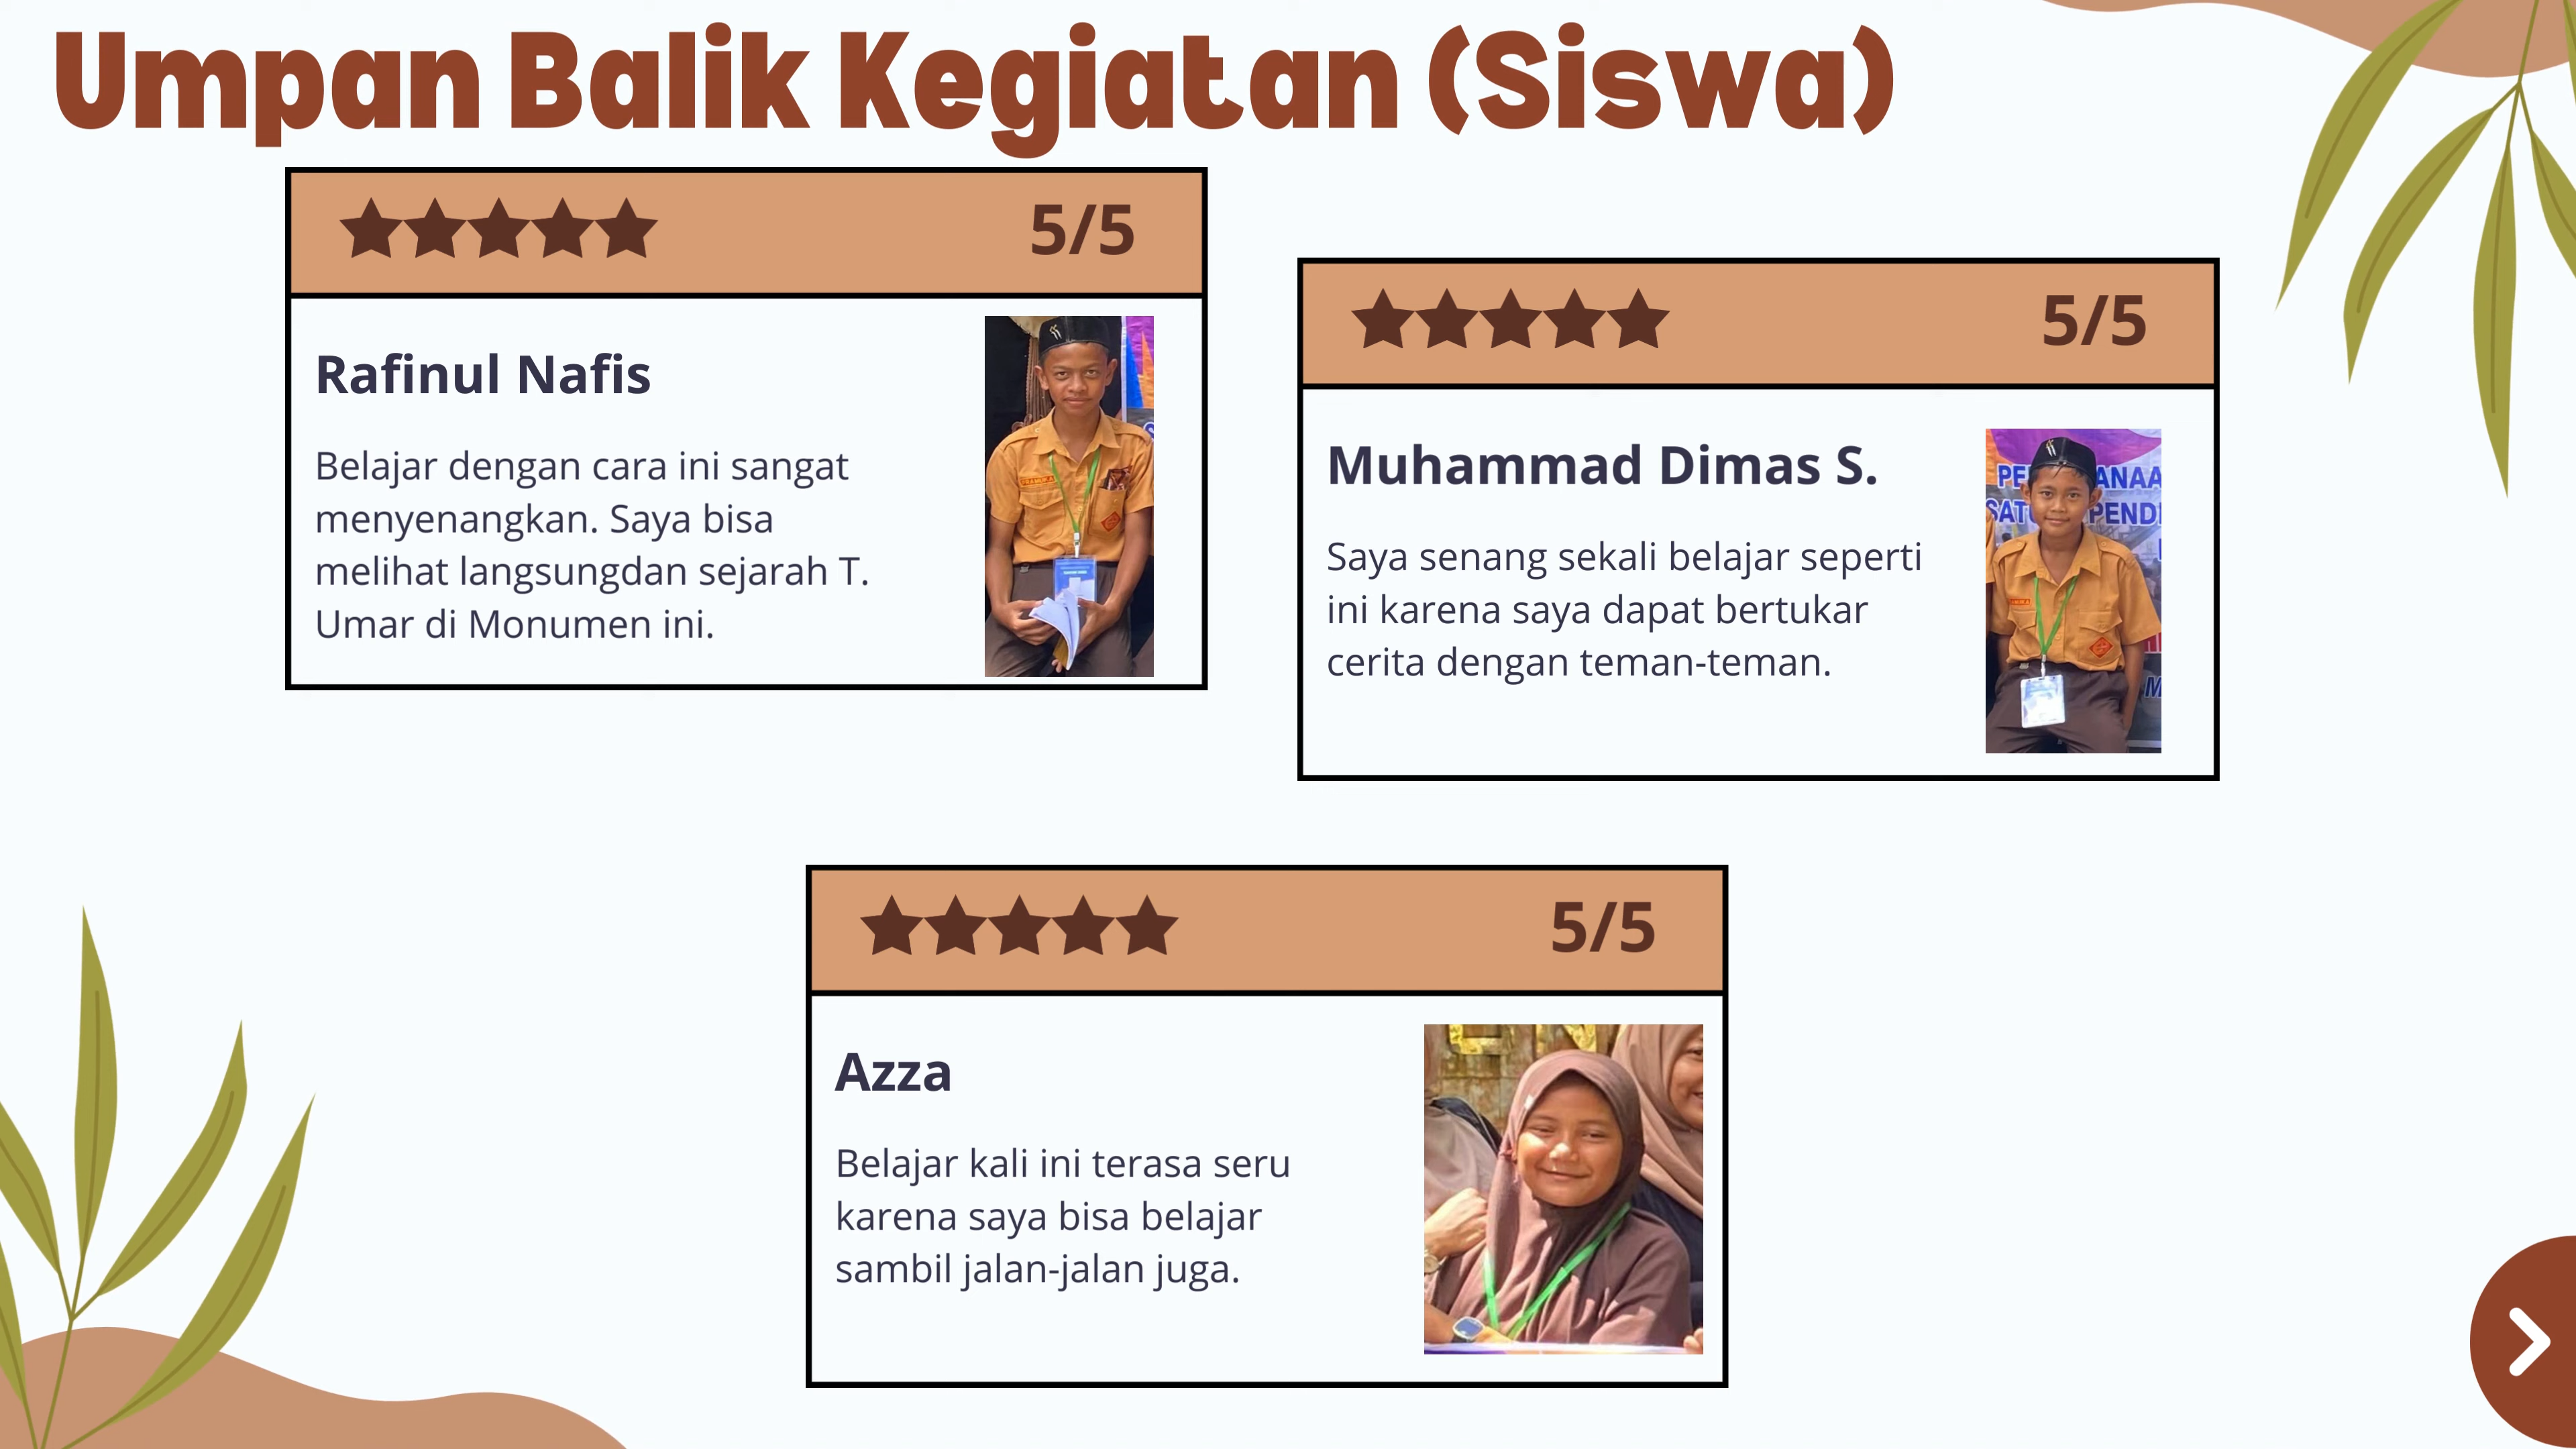 Umpan Balik Kegiatan (Siswa)
5/5
Rafinul Nafis
Belajar dengan cara ini sangat
menyenangkan. Saya bisa
melihat langsungdan sejarah T.
Umar di Monumen ini.
5/5
Muhammad Dimas S.
Saya senang sekali belajar seperti
ini karena saya dapat bertukar
cerita dengan teman-teman.
5/5
Azza
Belajar kali ini terasa seru
karena saya bisa belajar
sambil jalan-jalan juga.